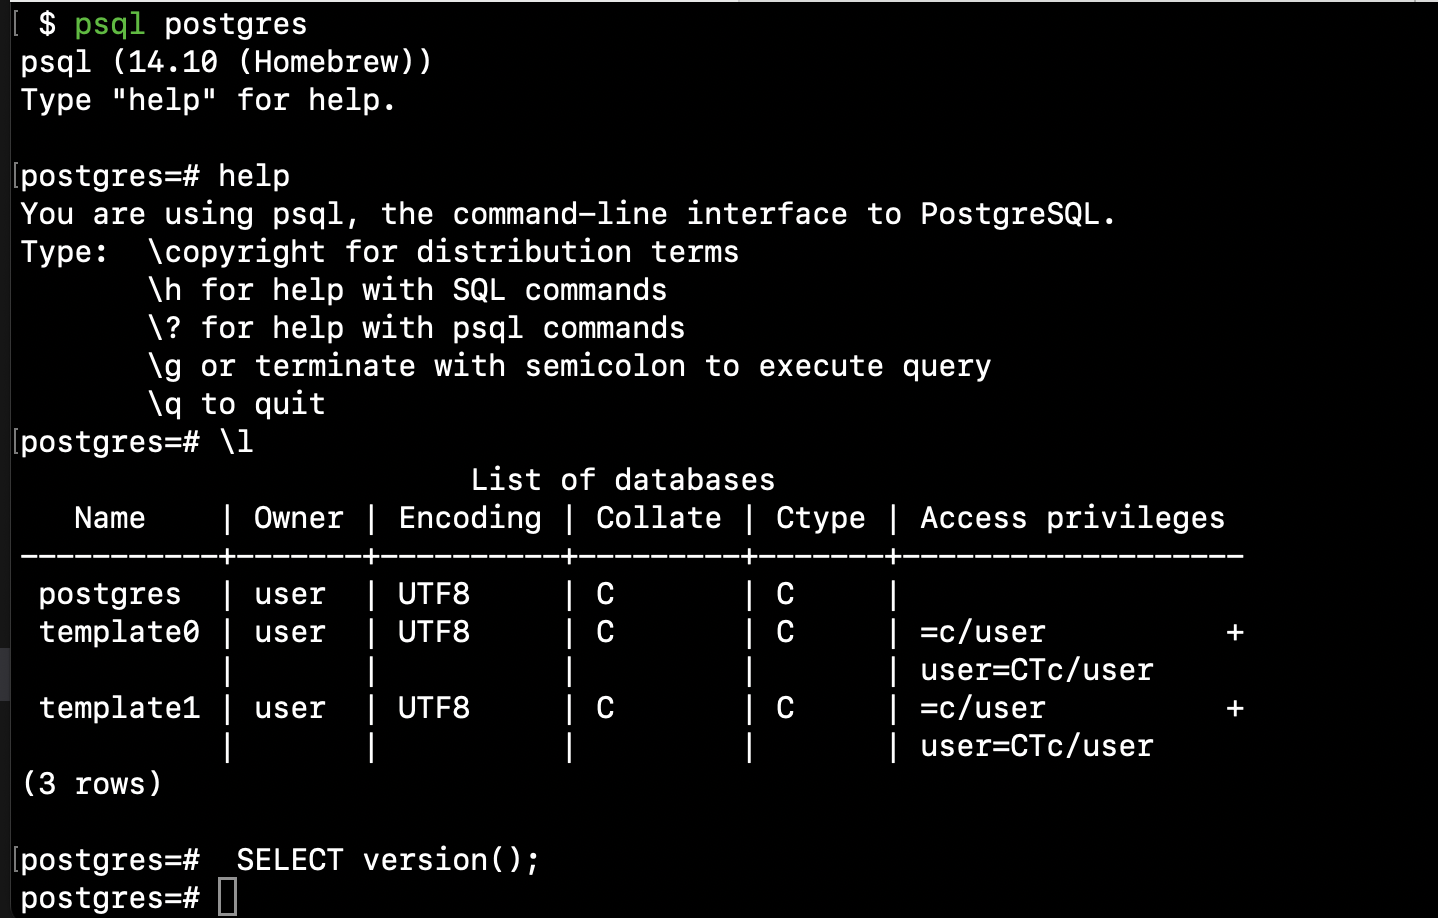 [ $ psql postgres
psql (14.10 (Homebrew))
Type "help" for help.

[postgres=# help
You are using psql, the command-line interface to PostgreSQL.
Type:  \copyright for distribution terms
       \h for help with SQL commands
       \? for help with psql commands
       \g or terminate with semicolon to execute query
       \q to quit
[postgres=# \l
                         List of databases
   Name    | Owner | Encoding | Collate | Ctype | Access privileges
-----------+-------+----------+---------+-------+-------------------
 postgres  | user  | UTF8     | C       | C     |
 template0 | user  | UTF8     | C       | C     | =c/user          +
           |       |          |         |       | user=CTc/user
 template1 | user  | UTF8     | C       | C     | =c/user          +
           |       |          |         |       | user=CTc/user
(3 rows)

[postgres=#  SELECT version();
postgres=#